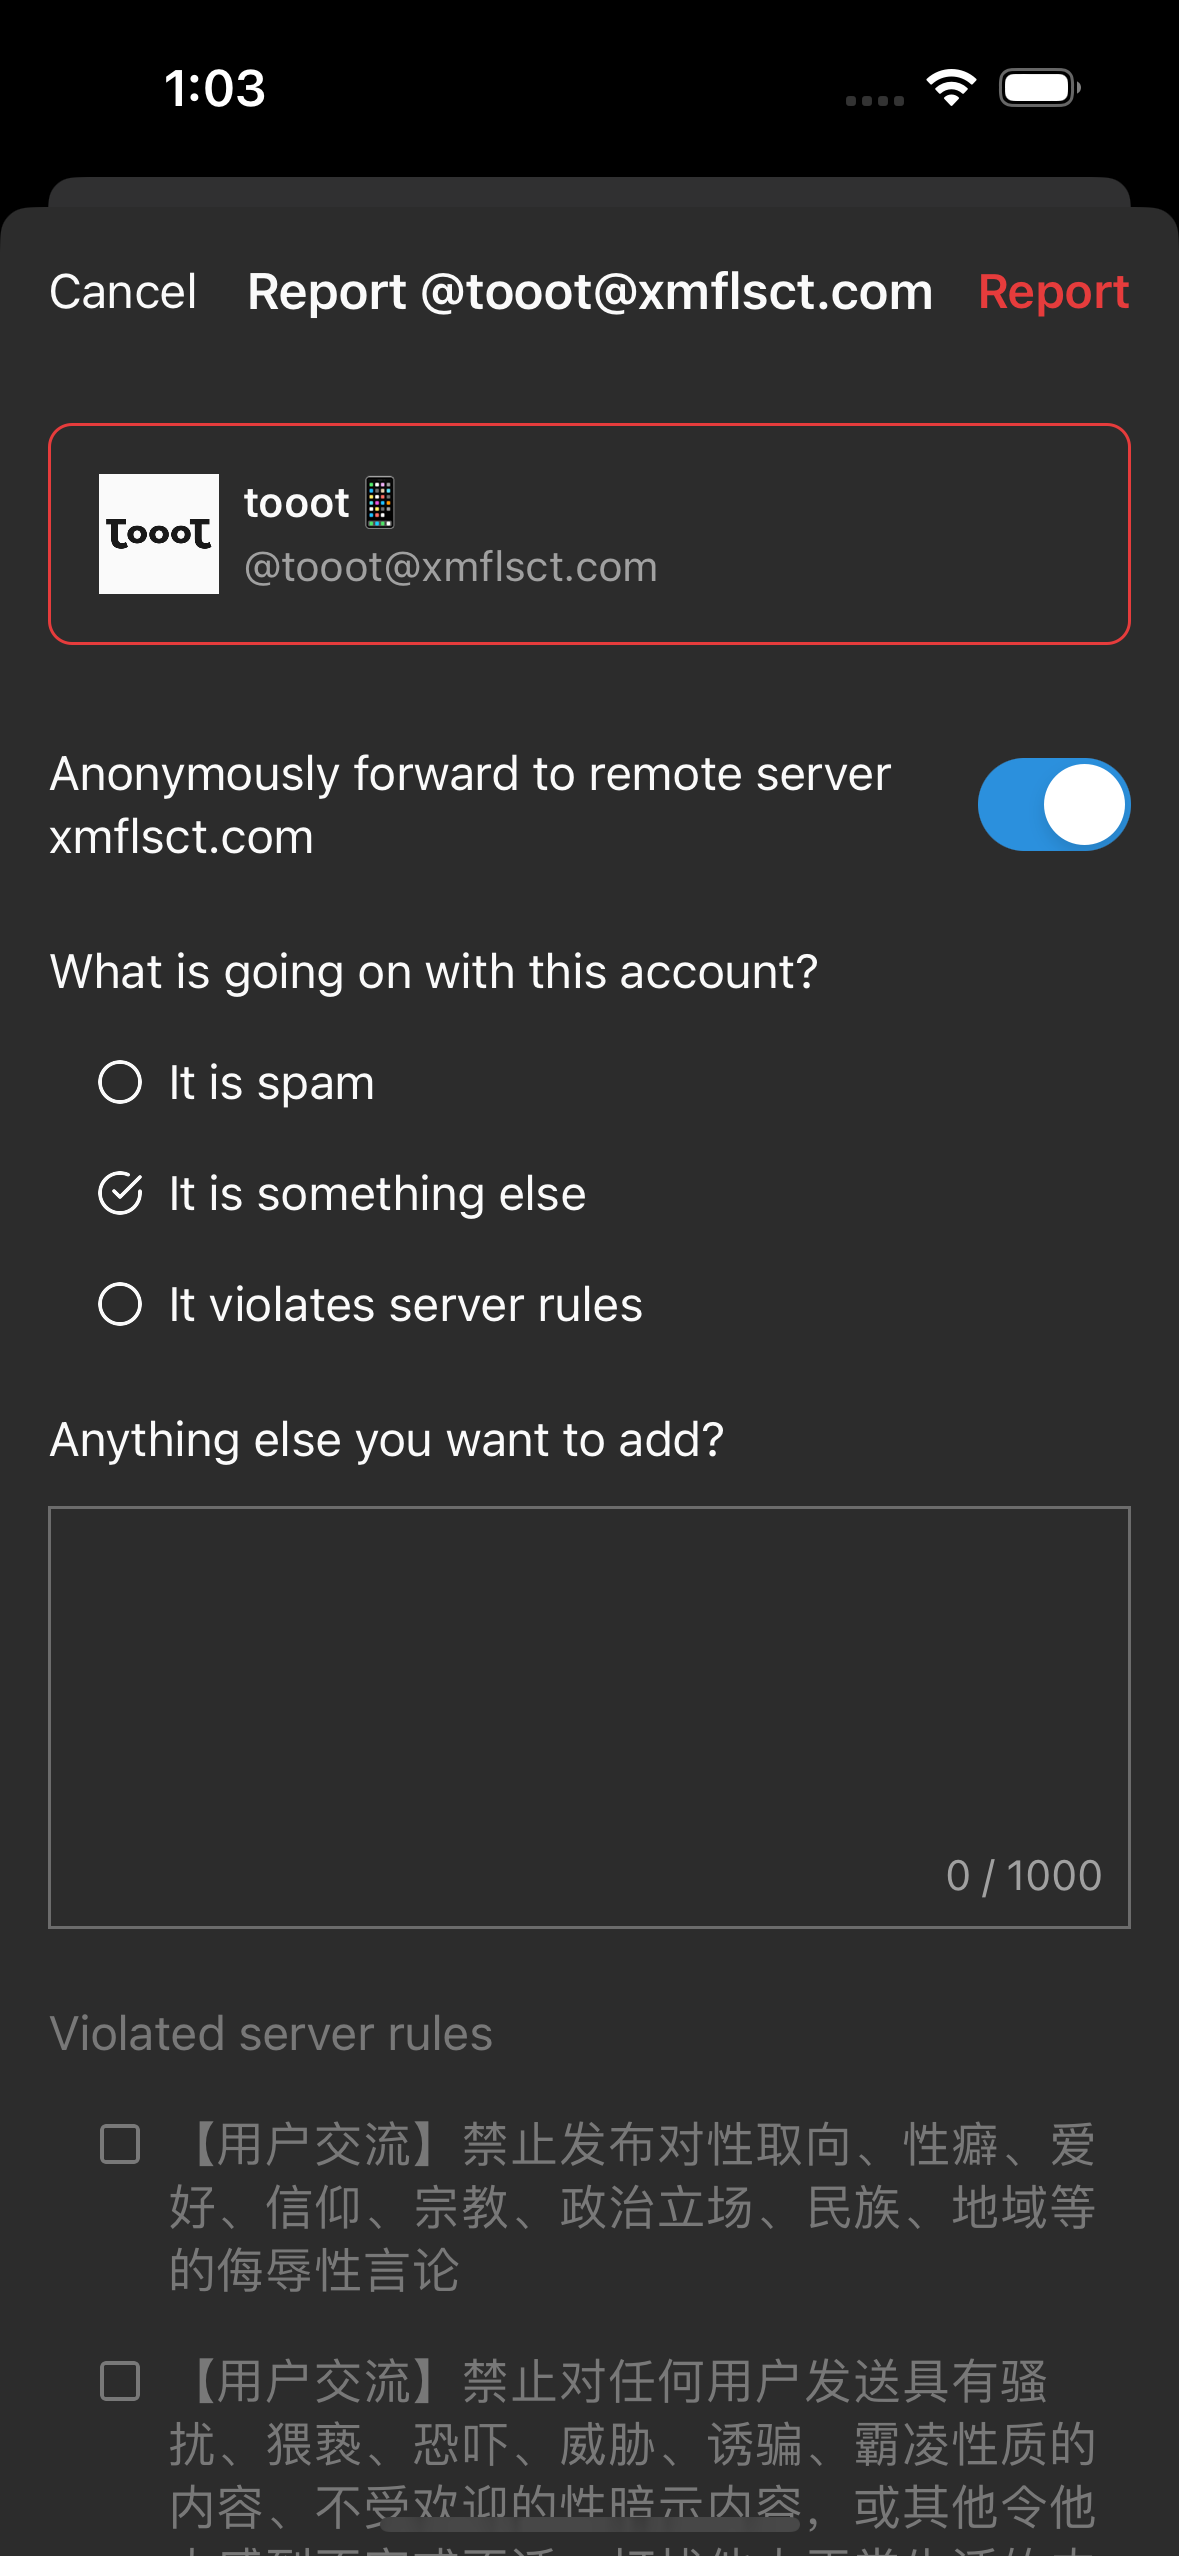 1:03
Cancel Report @tooot@xmflsct.com Report
tooot
tooot📱
@tooot@xmflsct.com
Anonymously forward to remote server
xmflsct.com
What is going on with this account?
It is spam
It is something else
It violates server rules
Anything else you want to add?
0 / 1000
Violated server rules
【用户交流】禁止发布对性取向、性癖、爱
好、信仰、宗教、政治立场、民族、地域等
的侮辱性言论
【用户交流】禁止对任何用户发送具有骚
扰、猥亵、恐吓、威胁、诱骗、霸凌性质的
内容、不受欢迎的性暗示内容，或其他令他